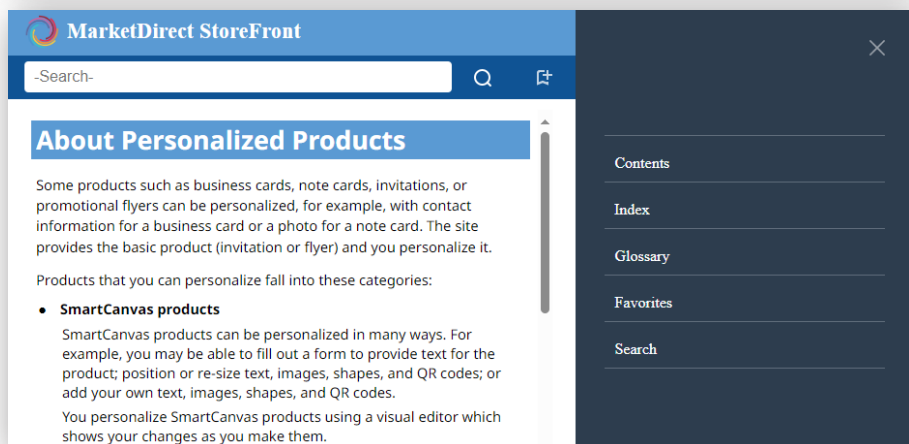 MarketDirect StoreFront
-Search-
About Personalized Products
Some products such as business cards, note cards, invitations, or
promotional flyers can be personalized, for example, with contact
information for a business card or a photo for a note card. The site
provides the basic product (invitation or flyer) and you personalize it.
Products that you can personalize fall into these categories:
● SmartCanvas products
SmartCanvas products can be personalized in many ways. For
example, you may be able to fill out a form to provide text for the
product; position or re-size text, images, shapes, and QR codes; or
add your own text, images, shapes, and QR codes.
You personalize SmartCanvas products using a visual editor which
shows your changes as you make them.
Contents
Index
Glossary
Favorites
Search